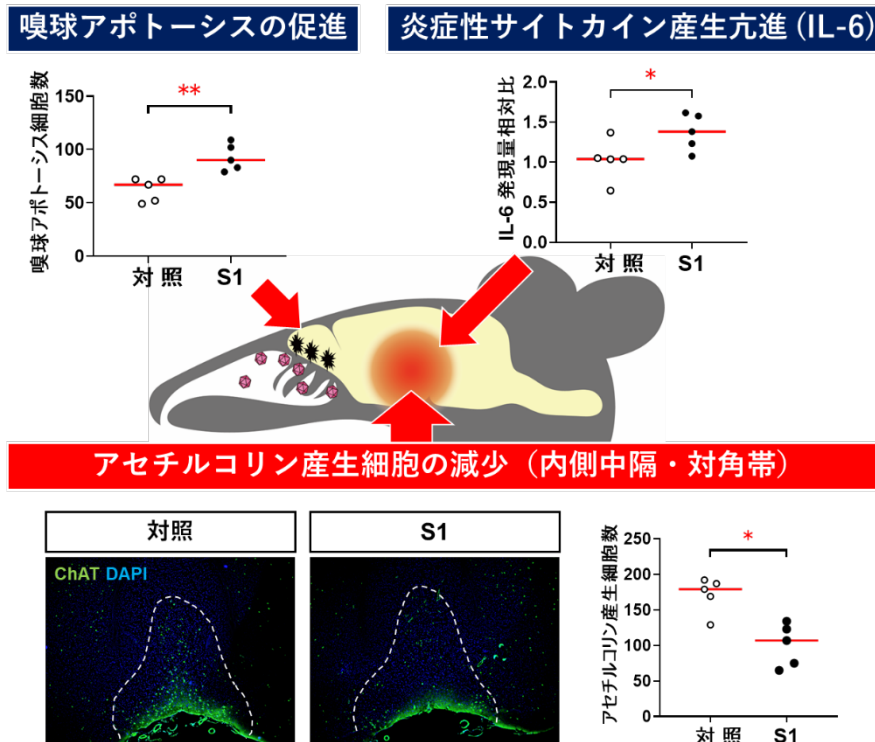 嗅球アポトーシスの促進
炎症性サイトカイン産生亢進 (IL-6)
嗅球アポトーシス細胞数
150
100
50
0
**
対照
S1
IL-6 発現量相対比
2.0
1.5
1.0
0.5
0.0
*
対照
S1
アセチルコリン産生細胞の減少（内側中隔・対角帯）
対照
S1
ChAT DAPI
アセチルコリン産生細胞数
250
200
150
100
50
0
*
対照
S1